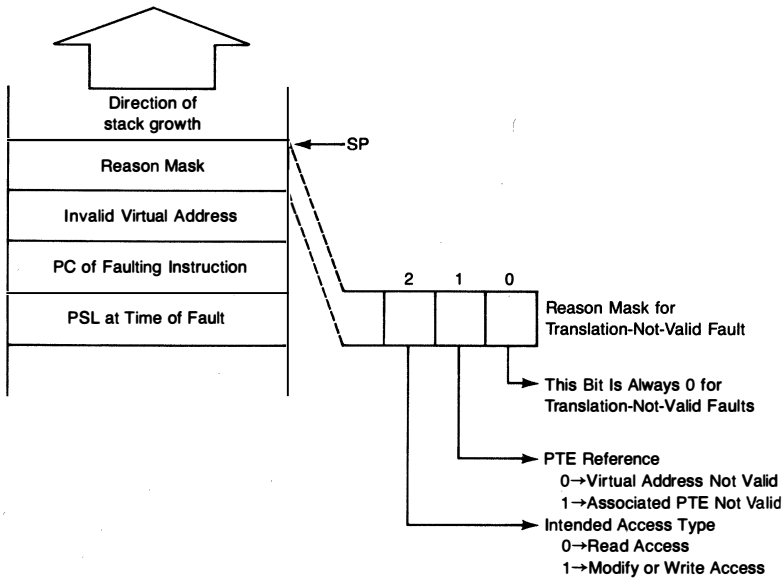 Direction of
stack growth
SP
Reason Mask
Invalid Virtual Address
PC of Faulting Instruction
PSL at Time of Fault
2 1 0
Reason Mask for
Translation-Not-Valid Fault
This Bit Is Always 0 for
Translation-Not-Valid Faults
PTE Reference
0→Virtual Address Not Valid
1→Associated PTE Not Valid
Intended Access Type
0→Read Access
1→Modify or Write Access